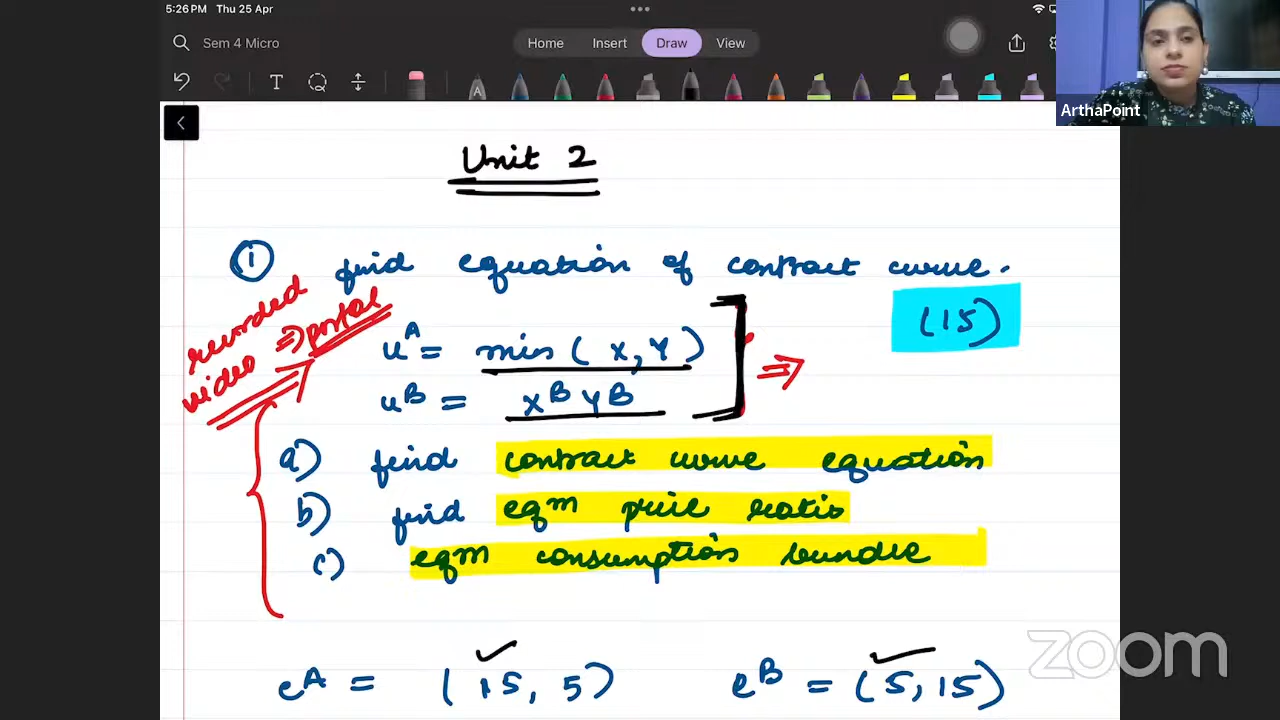 5:26 PM Thu 25 Apr
Sem 4 Micro
Home Insert Draw View
T
A
ArthaPoint
Unit 2
① find equation of contract curve.
(15)
recorded
video ⇒ portal
u^A = min ( X, Y )
u^B = X^B Y^B
⇒
a) find contract curve equation
b) find eqm price ratio
c) eqm consumption bundle
zoom
e^A = ( 15, 5 ) e^B = ( 5, 15 )